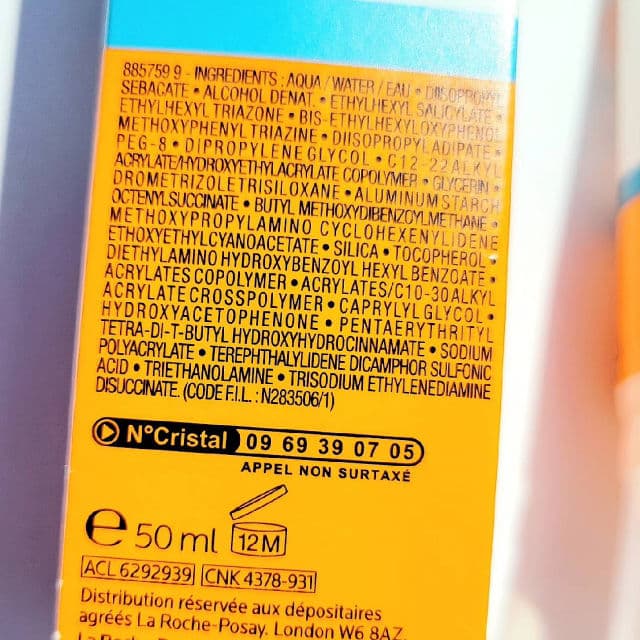 885759 9 - INGREDIENTS : AQUA / WATER / EAU • DIISOPROPYL
SEBACATE • ALCOHOL DENAT. • ETHYLHEXYL SALICYLATE •
ETHYLHEXYL TRIAZONE • BIS-ETHYLHEXYLOXYPHENOL
METHOXYPHENYL TRIAZINE • DIISOPROPYL ADIPATE •
PEG-8 • DIPROPYLENE GLYCOL • C12-22 ALKYL
ACRYLATE/HYDROXYETHYLACRYLATE COPOLYMER • GLYCERIN •
DROMETRIZOLE TRISILOXANE • ALUMINUM STARCH
OCTENYLSUCCINATE • BUTYL METHOXYDIBENZOYLMETHANE •
METHOXYPROPYLAMINO CYCLOHEXENYLIDENE
ETHOXYETHYLCYANOACETATE • SILICA • TOCOPHEROL •
DIETHYLAMINO HYDROXYBENZOYL HEXYL BENZOATE •
ACRYLATES COPOLYMER • ACRYLATES/C10-30 ALKYL
ACRYLATE CROSSPOLYMER • CAPRYLYL GLYCOL •
HYDROXYACETOPHENONE • PENTAERYTHRITYL
TETRA-DI-T-BUTYL HYDROXYHYDROCINNAMATE • SODIUM
POLYACRYLATE • TEREPHTHALYLIDENE DICAMPHOR SULFONIC
ACID • TRIETHANOLAMINE • TRISODIUM ETHYLENEDIAMINE
DISUCCINATE. (CODE F.I.L. : N283506/1)
N°Cristal 09 69 39 07 05
APPEL NON SURTAXÉ
e 50 ml 12M
ACL 6292939 CNK 4378-931
Distribution réservée aux dépositaires
agréés La Roche-Posay. London W6 8AZ.